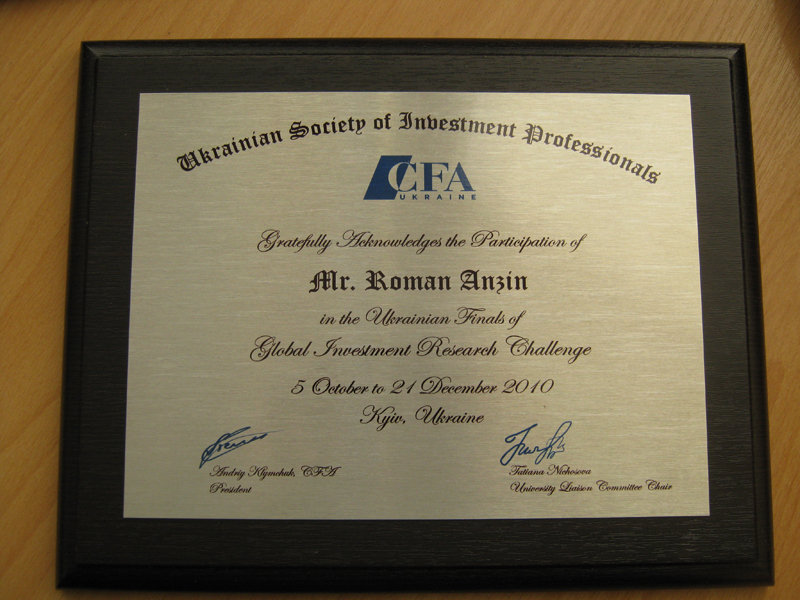 Ukrainian Society of Investment Professionals
CFA
UKRAINE
Gratefully Acknowledges the Participation of
Mr. Roman Anzin
in the Ukrainian Finals of
Global Investment Research Challenge
5 October to 21 December 2010
Kyiv, Ukraine
Andriy Klymchuk, CFA
President
Tatiana Nechosova
University Liaison Committee Chair